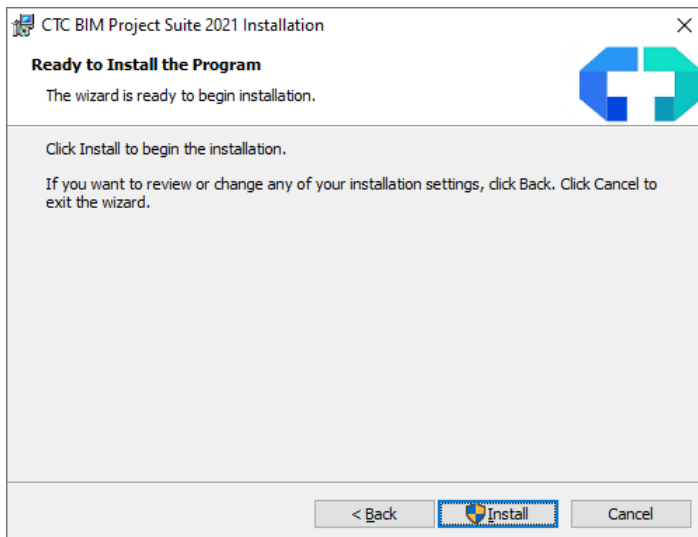 CTC BIM Project Suite 2021 Installation
Ready to Install the Program
The wizard is ready to begin installation.
Click Install to begin the installation.
If you want to review or change any of your installation settings, click Back. Click Cancel to
exit the wizard.
< Back
Install
Cancel